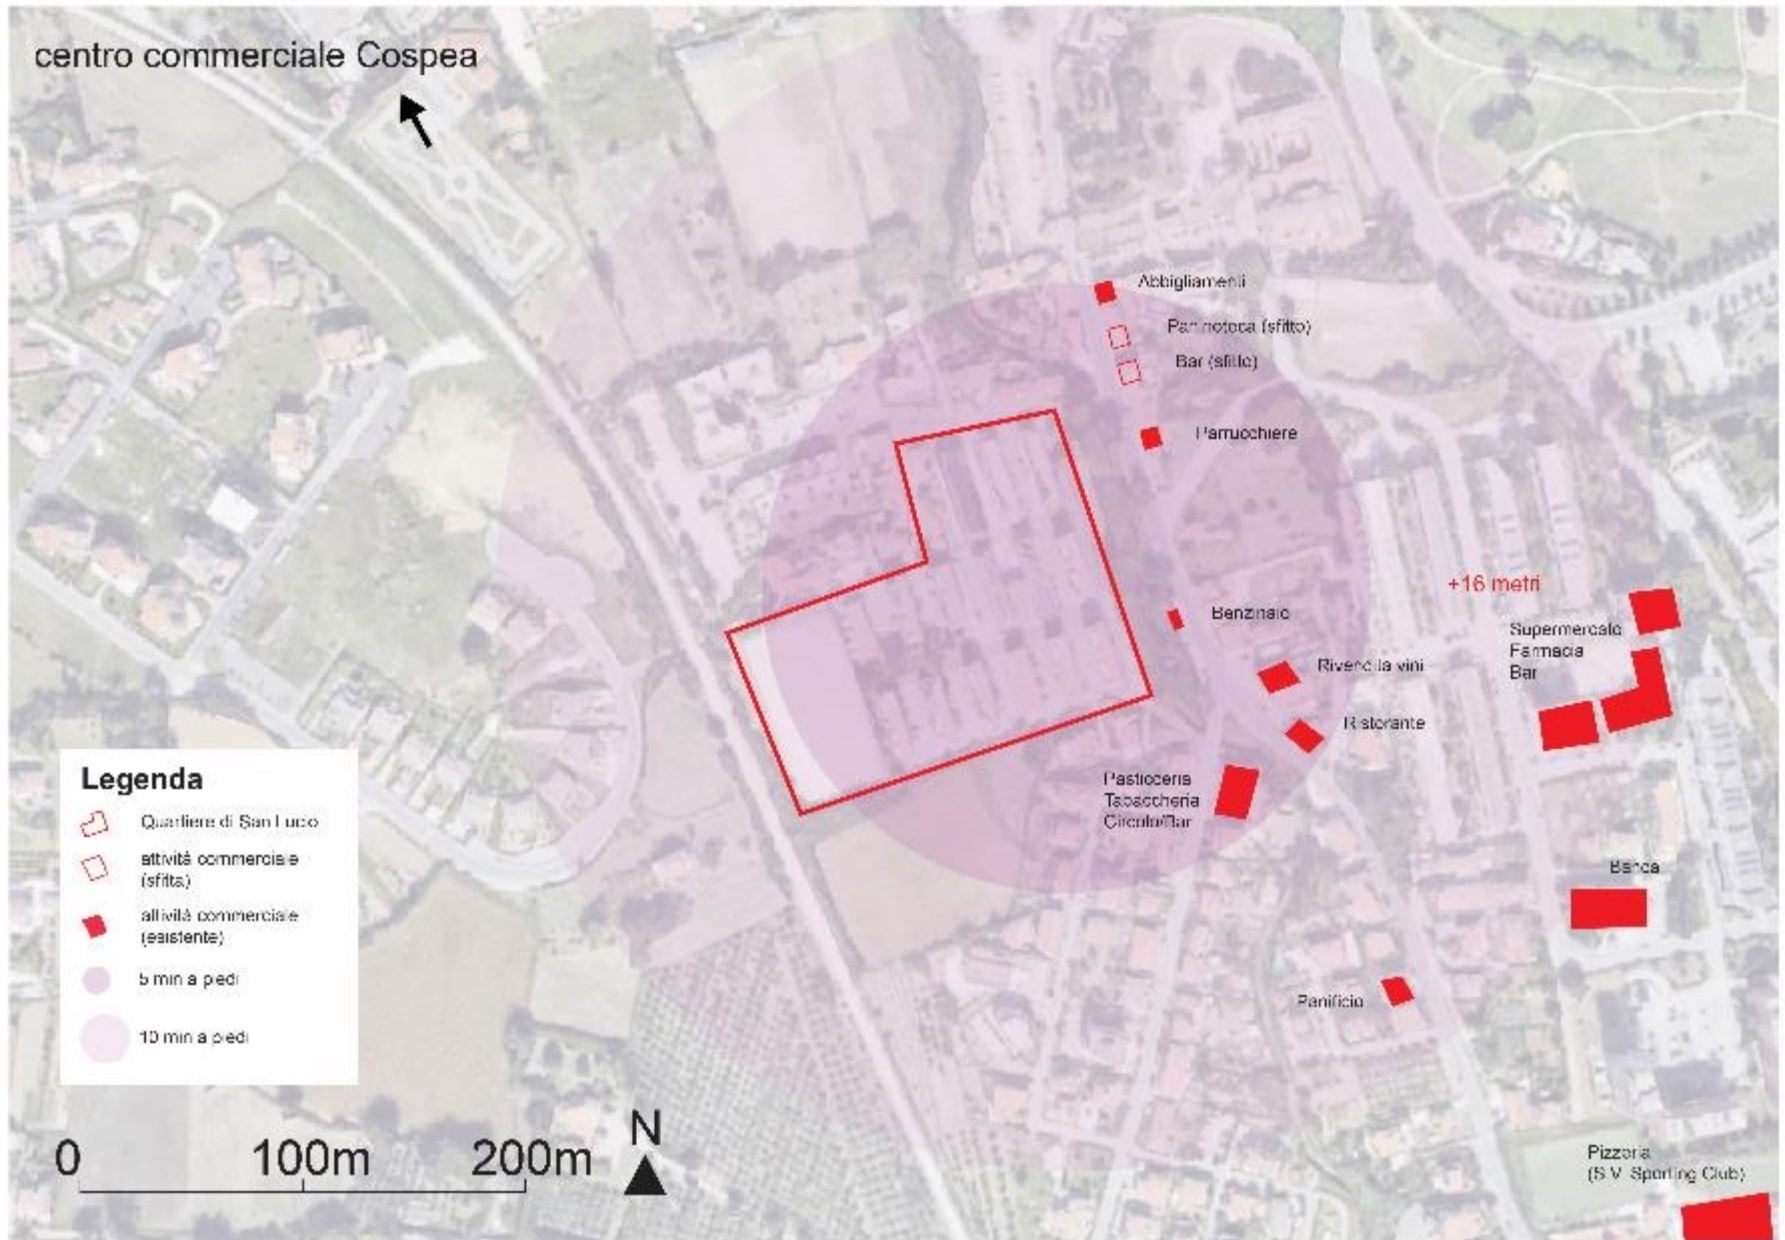 centro commerciale Cospea
Abbigliamenti
Paninoteca (sfitto)
Bar (sfitto)
Parrucchiere
+16 metri
Benzinaio
Supermercato
Farmacia
Bar
Rivendita vini
Ristorante
Pasticceria
Tabaccheria
Circolo/Bar
Banca
Panificio
Pizzeria
(S.V. Sporting Club)
Legenda
Quartiere di San Lucio
attività commerciale
(sfitta)
attività commerciale
(esistente)
5 min a piedi
10 min a piedi
0 100m 200m
N